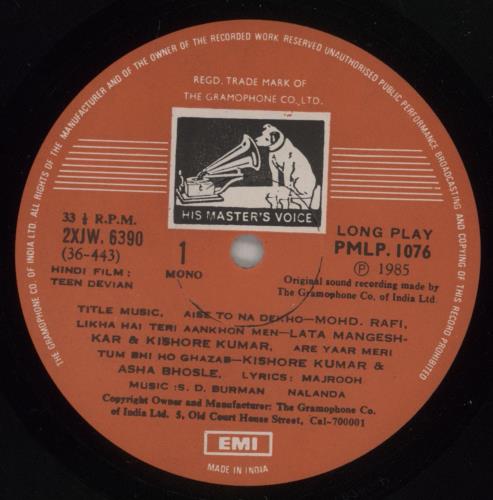 THE GRAMOPHONE CO. OF INDIA LTD. ALL RIGHTS OF THE MANUFACTURER AND OF THE OWNER OF THE RECORDED WORK RESERVED UNAUTHORISED PUBLIC PERFORMANCE BROADCASTING AND COPYING OF THIS RECORD PROHIBITED
REGD. TRADE MARK OF
THE GRAMOPHONE CO., LTD.
HIS MASTER'S VOICE
33 ⅓ R.P.M.
2XJW. 6390
(36-443)
1
MONO
LONG PLAY
PMLP. 1076
Ⓟ 1985
HINDI FILM :
TEEN DEVIAN
Original sound recording made by
The Gramophone Co. of India Ltd.
TITLE MUSIC, AISE TO NA DEKHO—MOHD. RAFI,
LIKHA HAI TERI AANKHON MEN—LATA MANGESH-
KAR & KISHORE KUMAR, ARE YAAR MERI
TUM BHI HO GHAZAB—KISHORE KUMAR &
ASHA BHOSLE, LYRICS: MAJROOH
MUSIC : S. D. BURMAN NALANDA
Copyright Owner and Manufacturer: The Gramophone Co.
of India Ltd. 5, Old Court House Street, Cal-700001
EMI
MADE IN INDIA